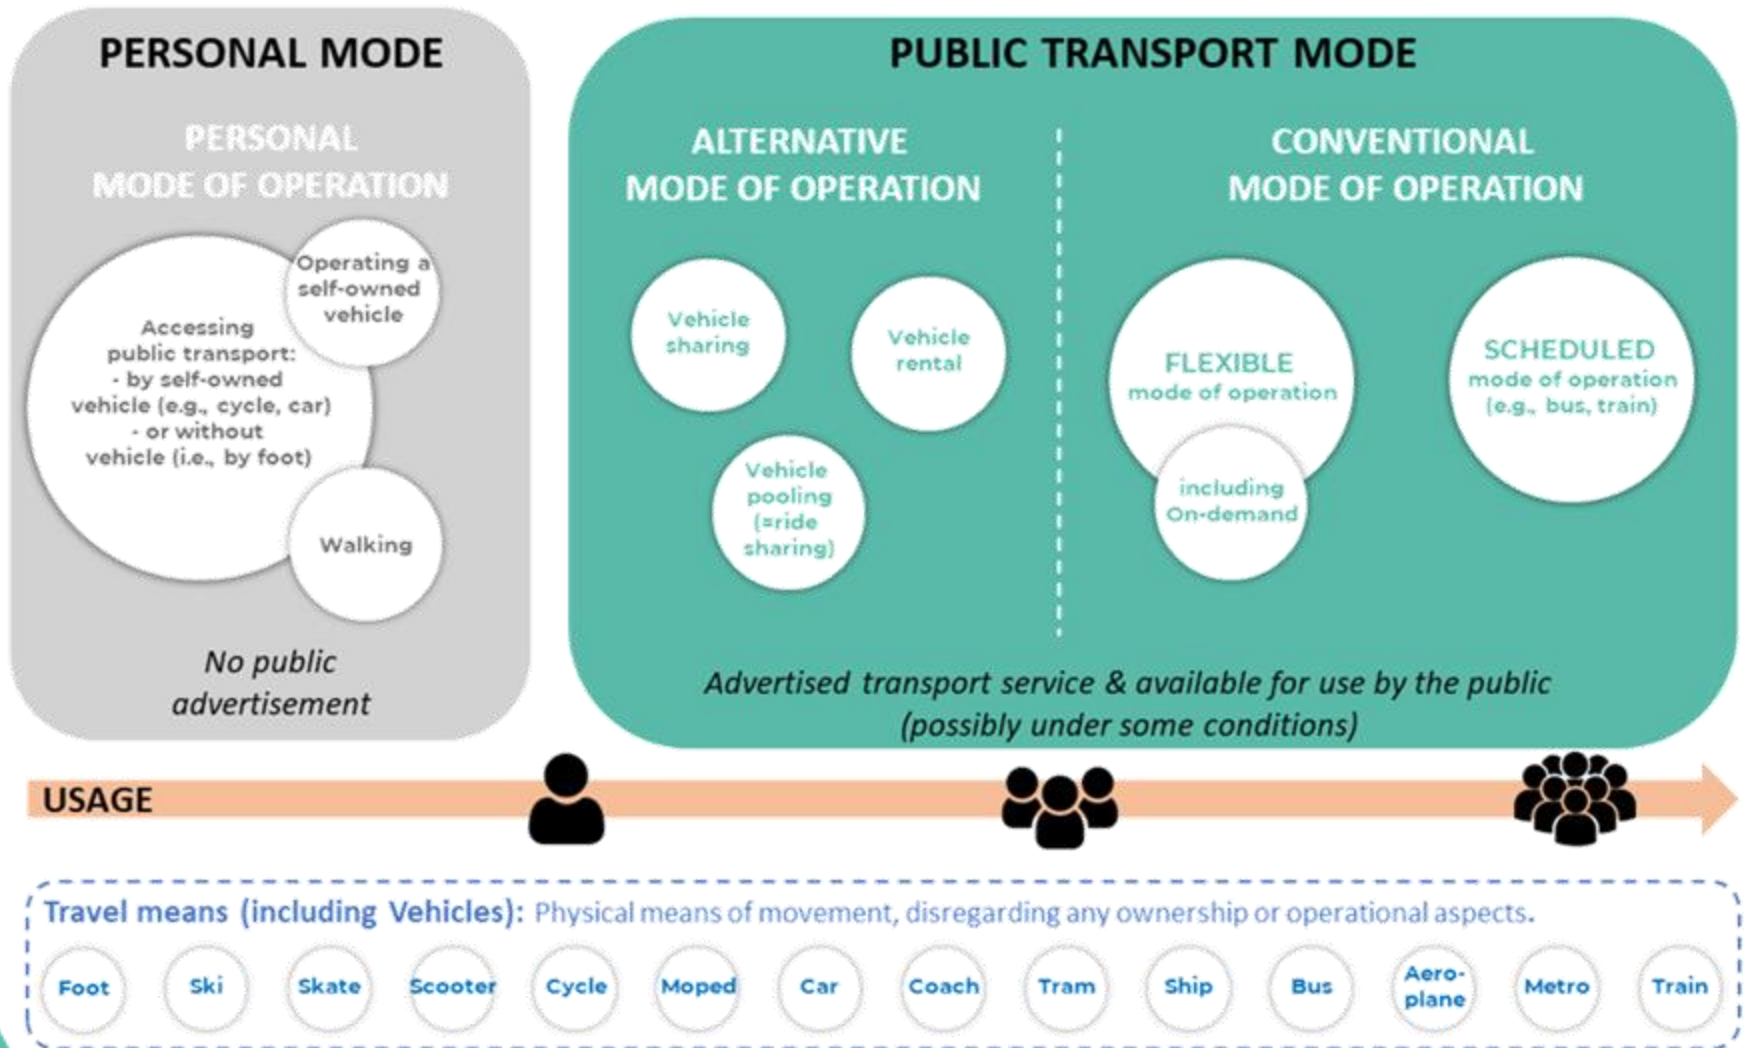 PERSONAL MODE
PERSONAL
MODE OF OPERATION
Operating a
self-owned
vehicle
Accessing
public transport:
- by self-owned
vehicle (e.g., cycle, car)
- or without
vehicle (i.e., by foot)
Walking
No public
advertisement
PUBLIC TRANSPORT MODE
ALTERNATIVE
MODE OF OPERATION
Vehicle
sharing
Vehicle
rental
Vehicle
pooling
(=ride
sharing)
CONVENTIONAL
MODE OF OPERATION
FLEXIBLE
mode of operation
including
On-demand
SCHEDULED
mode of operation
(e.g., bus, train)
Advertised transport service & available for use by the public
(possibly under some conditions)
USAGE
Travel means (including Vehicles): Physical means of movement, disregarding any ownership or operational aspects.
Foot
Ski
Skate
Scooter
Cycle
Moped
Car
Coach
Tram
Ship
Bus
Aero-
plane
Metro
Train